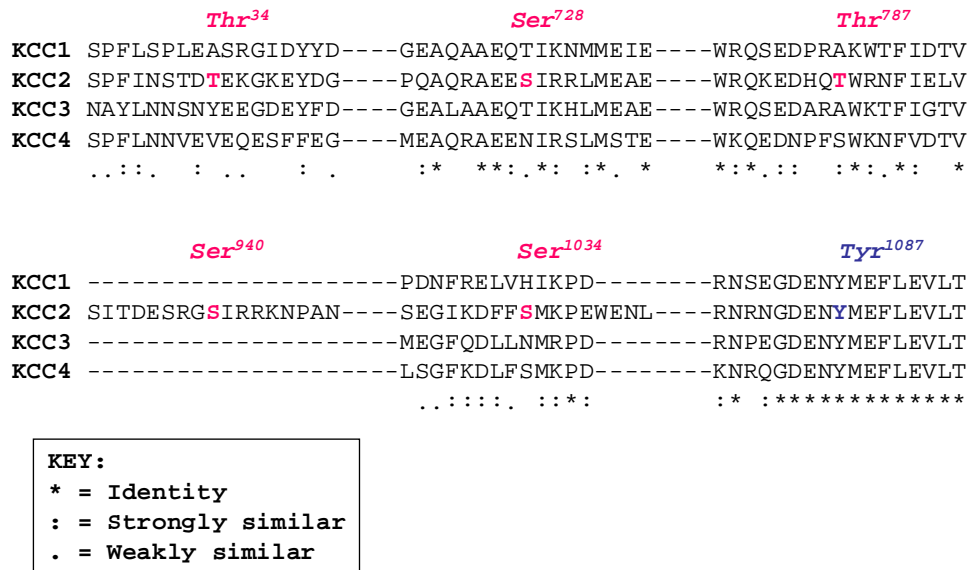 Thr34 Ser728 Thr787
KCC1 SPFLSPLEASRGIDYYD----GEAQAAEQTIKNMMEIE----WRQSEDPRAKWTFIDTV
KCC2 SPFINSTDTEKGKEYDG----PQAQRAEESIRRLMEAE----WRQKEDHQTWRNFIELV
KCC3 NAYLNNSNYEEGDEYFD----GEALAAEQTIKHLMEAE----WRQSEDARAWKTFIGTV
KCC4 SPFLNNVEVEQESFFEG----MEAQRAEENIRSLMSTE----WKQEDNPFSWKNFVDTV
..::. : .. : . :* **:.*: :*. * *:*.:: :*:.*: *
Ser940 Ser1034 Tyr1087
KCC1 ----------------------PDNFRELVHIKPD--------RNSEGDENYMEFLEVLT
KCC2 SITDESRGSIRRKPAN----SEGIKDFFSMKPEWENL----RNRNGDENYMEFLEVLT
KCC3 ----------------------MEGFQDLLNMRPD--------RNPEGDENYMEFLEVLT
KCC4 ----------------------LSGFKDLFSMKPD--------KNRQGDENYMEFLEVLT
..::::. ::*: :* :*************
KEY:
* = Identity
: = Strongly similar
. = Weakly similar